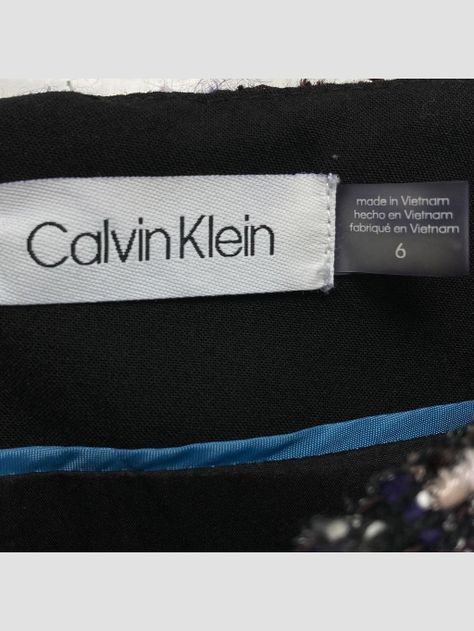 Calvin Klein
made in Vietnam
hecho en Vietnam
fabriqué en Vietnam
6